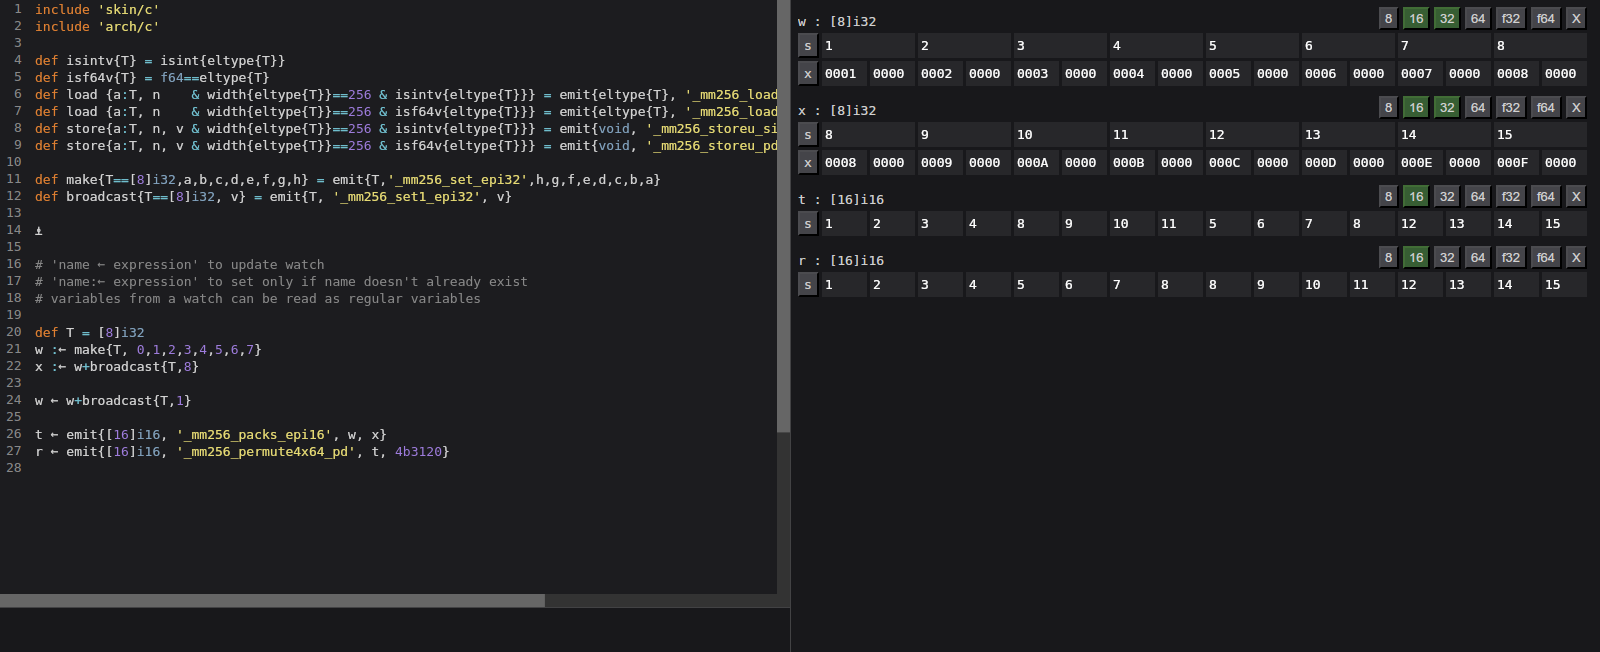 1 include 'skin/c'
2 include 'arch/c'
3
4 def isintv{T} = isint{eltype{T}}
5 def isf64v{T} = f64==eltype{T}
6 def load {a:T, n    & width{eltype{T}}==256 & isintv{eltype{T}}} = emit{eltype{T}, '_mm256_load
7 def load {a:T, n    & width{eltype{T}}==256 & isf64v{eltype{T}}} = emit{eltype{T}, '_mm256_load
8 def store{a:T, n, v & width{eltype{T}}==256 & isintv{eltype{T}}} = emit{void, '_mm256_storeu_si
9 def store{a:T, n, v & width{eltype{T}}==256 & isf64v{eltype{T}}} = emit{void, '_mm256_storeu_pd
10
11 def make{T==[8]i32,a,b,c,d,e,f,g,h} = emit{T,'_mm256_set_epi32',h,g,f,e,d,c,b,a}
12 def broadcast{T==[8]i32, v} = emit{T, '_mm256_set1_epi32', v}
13
14
15
16 # 'name ← expression' to update watch
17 # 'name:← expression' to set only if name doesn't already exist
18 # variables from a watch can be read as regular variables
19
20 def T = [8]i32
21 w :← make{T, 0,1,2,3,4,5,6,7}
22 x :← w+broadcast{T,8}
23
24 w ← w+broadcast{T,1}
25
26 t ← emit{[16]i16, '_mm256_packs_epi16', w, x}
27 r ← emit{[16]i16, '_mm256_permute4x64_pd', t, 4b3120}
28
w : [8]i32 8 16 32 64 f32 f64 X
s 1 2 3 4 5 6 7 8
x 0001 0000 0002 0000 0003 0000 0004 0000 0005 0000 0006 0000 0007 0000 0008 0000
x : [8]i32 8 16 32 64 f32 f64 X
s 8 9 10 11 12 13 14 15
x 0008 0000 0009 0000 000A 0000 000B 0000 000C 0000 000D 0000 000E 0000 000F 0000
t : [16]i16 8 16 32 64 f32 f64 X
s 1 2 3 4 8 9 10 11 5 6 7 8 12 13 14 15
r : [16]i16 8 16 32 64 f32 f64 X
s 1 2 3 4 5 6 7 8 8 9 10 11 12 13 14 15